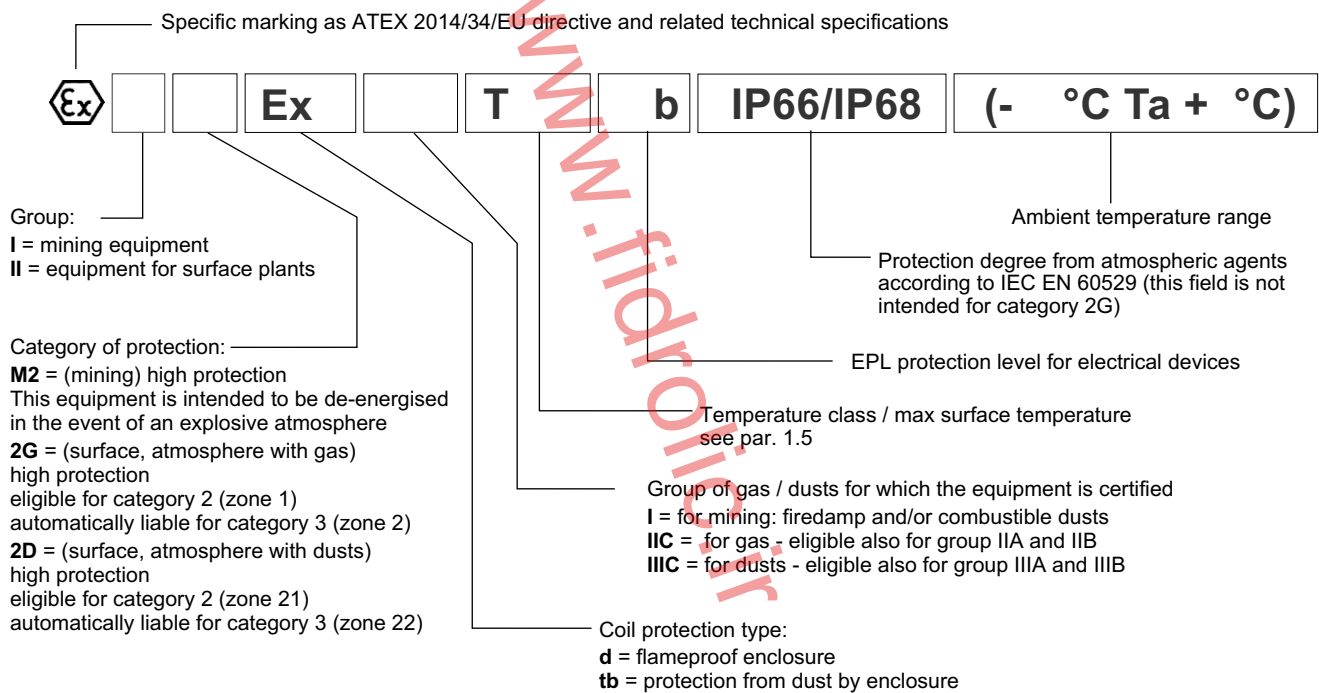 Specific marking as ATEX 2014/34/EU directive and related technical specifications
Ex Ex T b IP66/IP68 (- °C Ta + °C)
Group:
I = mining equipment
II = equipment for surface plants
Ambient temperature range
Protection degree from atmospheric agents
according to IEC EN 60529 (this field is not
intended for category 2G)
Category of protection:
M2 = (mining) high protection
This equipment is intended to be de-energised
in the event of an explosive atmosphere
2G = (surface, atmosphere with gas)
high protection
eligible for category 2 (zone 1)
automatically liable for category 3 (zone 2)
2D = (surface, atmosphere with dusts)
high protection
eligible for category 2 (zone 21)
automatically liable for category 3 (zone 22)
EPL protection level for electrical devices
Temperature class / max surface temperature
see par. 1.5
Group of gas / dusts for which the equipment is certified
I = for mining: firedamp and/or combustible dusts
IIC = for gas - eligible also for group IIA and IIB
IIIC = for dusts - eligible also for group IIIA and IIIB
Coil protection type:
d = flameproof enclosure
tb = protection from dust by enclosure
www.fidrolic.ir